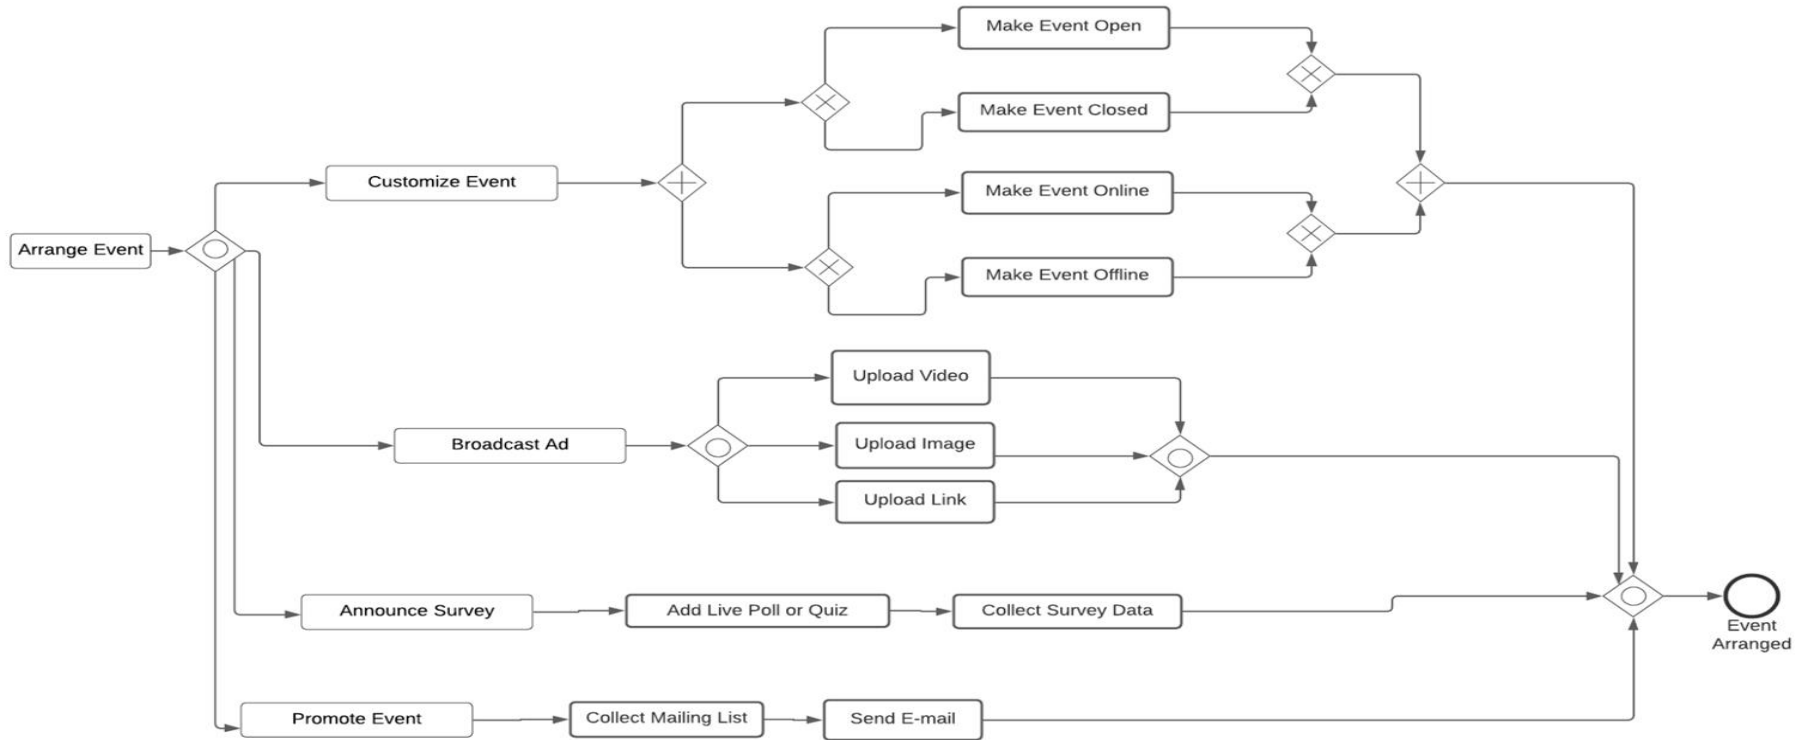 Make Event Open
Make Event Closed
Customize Event
Make Event Online
Arrange Event
Make Event Offline
Upload Video
Broadcast Ad
Upload Image
Upload Link
Announce Survey
Add Live Poll or Quiz
Collect Survey Data
Event
Arranged
Promote Event
Collect Mailing List
Send E-mail